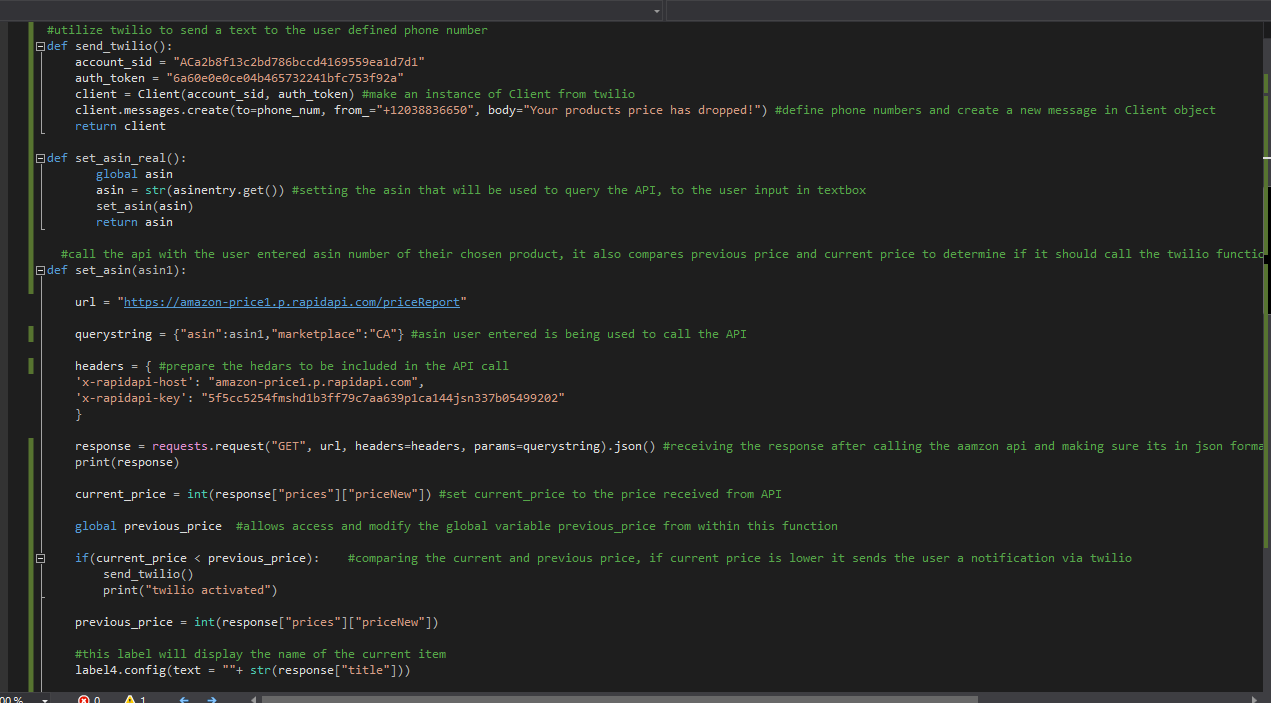 #utilize twilio to send a text to the user defined phone number
def send_twilio():
account_sid = "ACa2b8f13c2bd786bccd4169559ea1d7d1"
auth_token = "6a60e0e0ce04b465732241bfc753f92a"
client = Client(account_sid, auth_token) #make an instance of Client from twilio
client.messages.create(to=phone_num, from_="+12038836650", body="Your products price has dropped!") #define phone numbers and create a new message in Client object
return client
def set_asin_real():
global asin
asin = str(asinentry.get()) #setting the asin that will be used to query the API, to the user input in textbox
set_asin(asin)
return asin
#call the api with the user entered asin number of their chosen product, it also compares previous price and current price to determine if it should call the twilio functio
def set_asin(asin1):
url = "https://amazon-price1.p.rapidapi.com/priceReport"
querystring = {"asin":asin1,"marketplace":"CA"} #asin user entered is being used to call the API
headers = { #prepare the hedars to be included in the API call
'x-rapidapi-host': "amazon-price1.p.rapidapi.com",
'x-rapidapi-key': "5f5cc5254fmshd1b3ff79c7aa639p1ca144jsn337b05499202"
}
response = requests.request("GET", url, headers=headers, params=querystring).json() #receiving the response after calling the aamzon api and making sure its in json forma
print(response)
current_price = int(response["prices"]["priceNew"]) #set current_price to the price received from API
global previous_price #allows access and modify the global variable previous_price from within this function
if(current_price < previous_price): #comparing the current and previous price, if current price is lower it sends the user a notification via twilio
send_twilio()
print("twilio activated")
previous_price = int(response["prices"]["priceNew"])
#this label will display the name of the current item
label4.config(text = ""+ str(response["title"]))
00 % 0 1